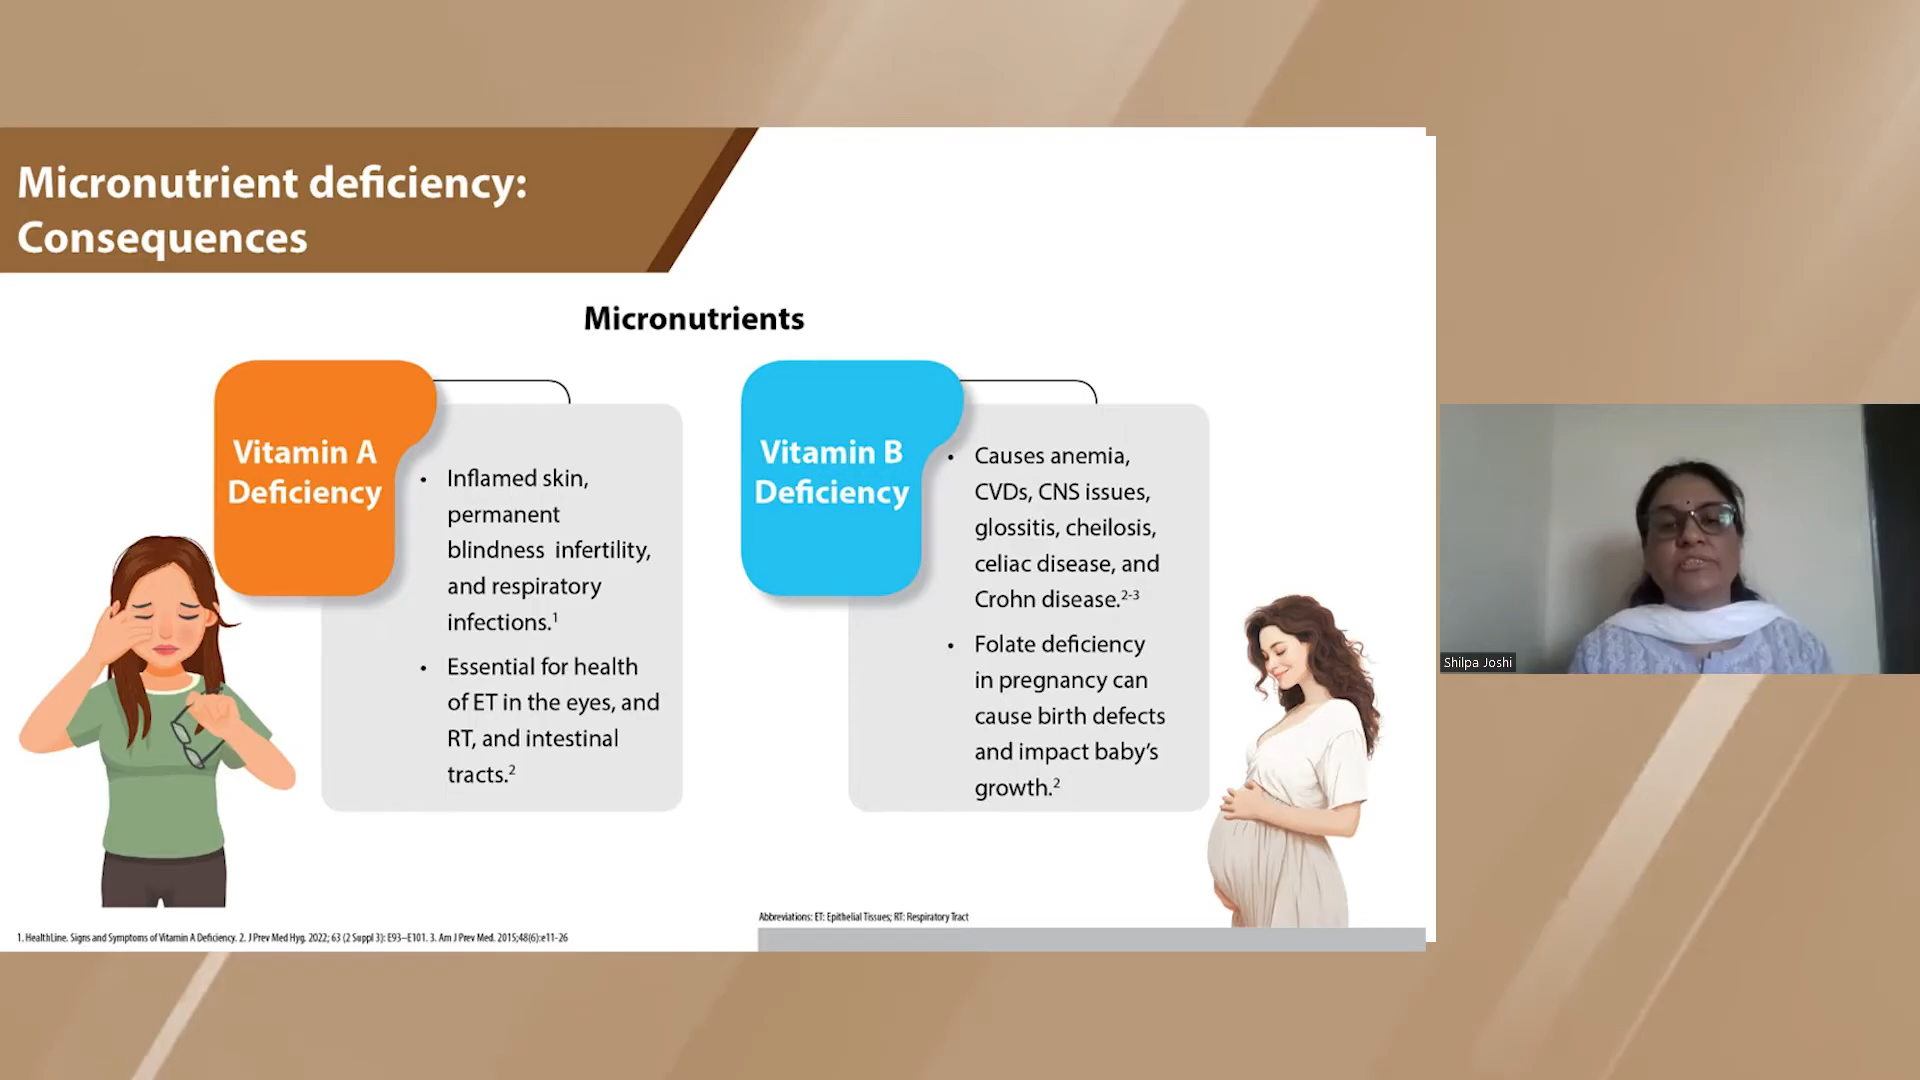 Micronutrient deficiency:
Consequences
Micronutrients
Vitamin A
Deficiency
• Inflamed skin,
permanent
blindness infertility,
and respiratory
infections.1
• Essential for health
of ET in the eyes, and
RT, and intestinal
tracts.2
Vitamin B
Deficiency
• Causes anemia,
CVDs, CNS issues,
glossitis, cheilosis,
celiac disease, and
Crohn disease.2-3
• Folate deficiency
in pregnancy can
cause birth defects
and impact baby's
growth.2
Shilpa Joshi
Abbreviations: ET: Epithelial Tissues; RT: Respiratory Tract
1. HealthLine. Signs and Symptoms of Vitamin A Deficiency. 2. J Prev Med Hyg. 2022; 63 (2 Suppl 3): E93–E101. 3. Am J Prev Med. 2015;48(6):e11-26